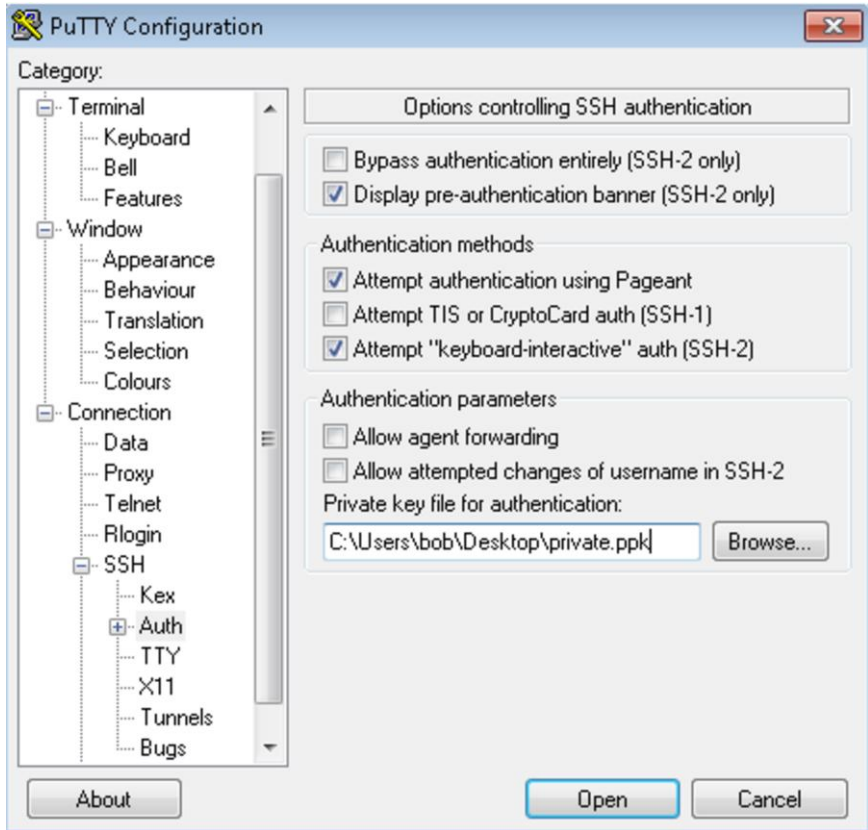 PuTTY Configuration
Category:
Terminal
Keyboard
Bell
Features
Window
Appearance
Behaviour
Translation
Selection
Colours
Connection
Data
Proxy
Telnet
Rlogin
SSH
Kex
Auth
TTY
X11
Tunnels
Bugs
Options controlling SSH authentication
Bypass authentication entirely (SSH-2 only)
Display pre-authentication banner (SSH-2 only)
Authentication methods
Attempt authentication using Pageant
Attempt TIS or CryptoCard auth (SSH-1)
Attempt "keyboard-interactive" auth (SSH-2)
Authentication parameters
Allow agent forwarding
Allow attempted changes of username in SSH-2
Private key file for authentication:
C:\Users\bob\Desktop\private.ppk
Browse...
About
Open
Cancel